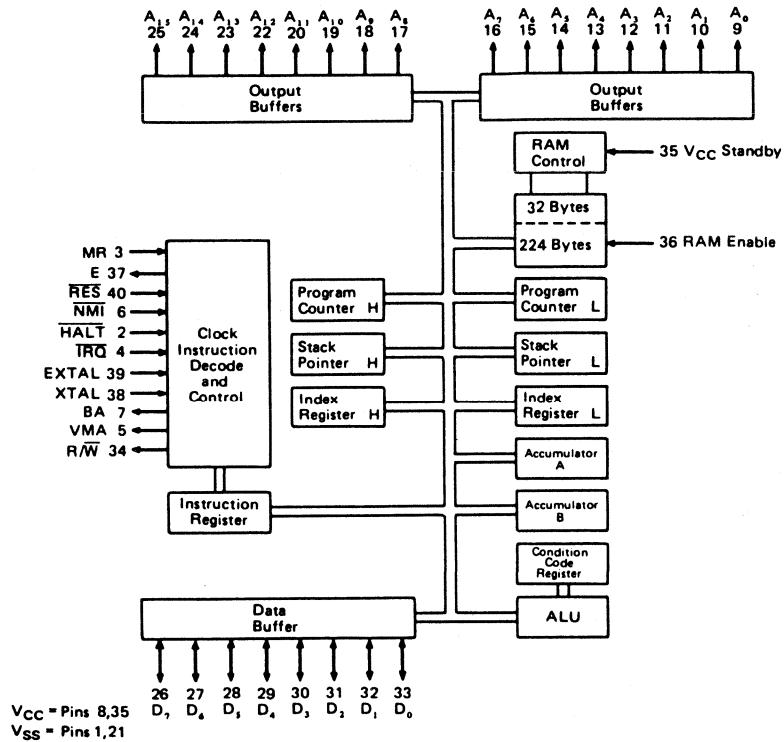 A₁₅ A₁₄ A₁₃ A₁₂ A₁₁ A₁₀ A₉ A₈
25 24 23 22 20 19 18 17
A₇ A₆ A₅ A₄ A₃ A₂ A₁ A₀
16 15 14 13 12 11 10 9
Output
Buffers
Output
Buffers
RAM
Control
35 VCC Standby
32 Bytes
224 Bytes
36 RAM Enable
MR 3
E 37
R̅E̅S̅ 40
N̅M̅I̅ 6
H̅A̅L̅T̅ 2
I̅R̅Q̅ 4
EXTAL 39
XTAL 38
BA 7
VMA 5
R/W̅ 34
Clock
Instruction
Decode
and
Control
Program
Counter H
Program
Counter L
Stack
Pointer H
Stack
Pointer L
Index
Register H
Index
Register L
Accumulator
A
Instruction
Register
Accumulator
B
Condition
Code
Register
ALU
Data
Buffer
26 27 28 29 30 31 32 33
D₇ D₆ D₅ D₄ D₃ D₂ D₁ D₀
VCC = Pins 8,35
VSS = Pins 1,21